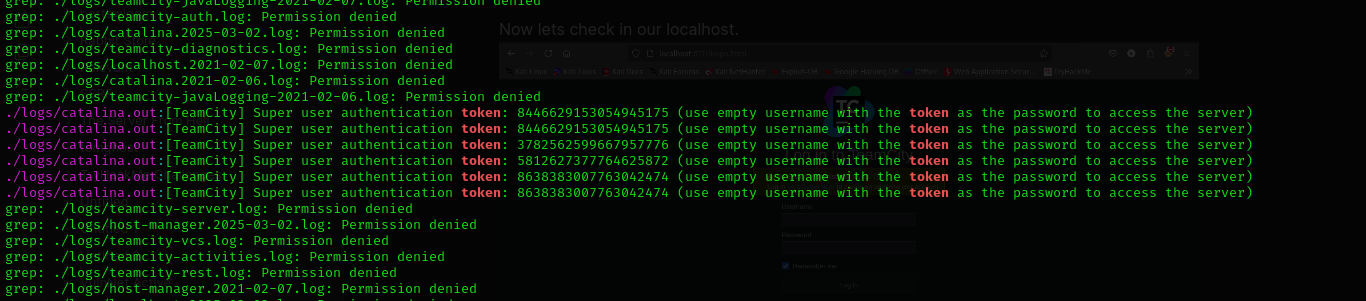 grep: ./logs/teamcity-javaLogging-2021-02-07.log: Permission denied
grep: ./logs/teamcity-auth.log: Permission denied
grep: ./logs/catalina.2025-03-02.log: Permission denied
Now lets check in our localhost.
grep: ./logs/teamcity-diagnostics.log: Permission denied
grep: ./logs/localhost.2021-02-07.log: Permission denied
grep: ./logs/catalina.2021-02-06.log: Permission denied
grep: ./logs/teamcity-javaLogging-2021-02-06.log: Permission denied
./logs/catalina.out:[TeamCity] Super user authentication token: 8446629153054945175 (use empty username with the token as the password to access the server)
./logs/catalina.out:[TeamCity] Super user authentication token: 8446629153054945175 (use empty username with the token as the password to access the server)
./logs/catalina.out:[TeamCity] Super user authentication token: 3782562599667957776 (use empty username with the token as the password to access the server)
./logs/catalina.out:[TeamCity] Super user authentication token: 5812627377764625872 (use empty username with the token as the password to access the server)
./logs/catalina.out:[TeamCity] Super user authentication token: 8638383007763042474 (use empty username with the token as the password to access the server)
./logs/catalina.out:[TeamCity] Super user authentication token: 8638383007763042474 (use empty username with the token as the password to access the server)
grep: ./logs/teamcity-server.log: Permission denied
grep: ./logs/host-manager.2025-03-02.log: Permission denied
grep: ./logs/teamcity-vcs.log: Permission denied
grep: ./logs/teamcity-activities.log: Permission denied
grep: ./logs/teamcity-rest.log: Permission denied
grep: ./logs/host-manager.2021-02-07.log: Permission denied